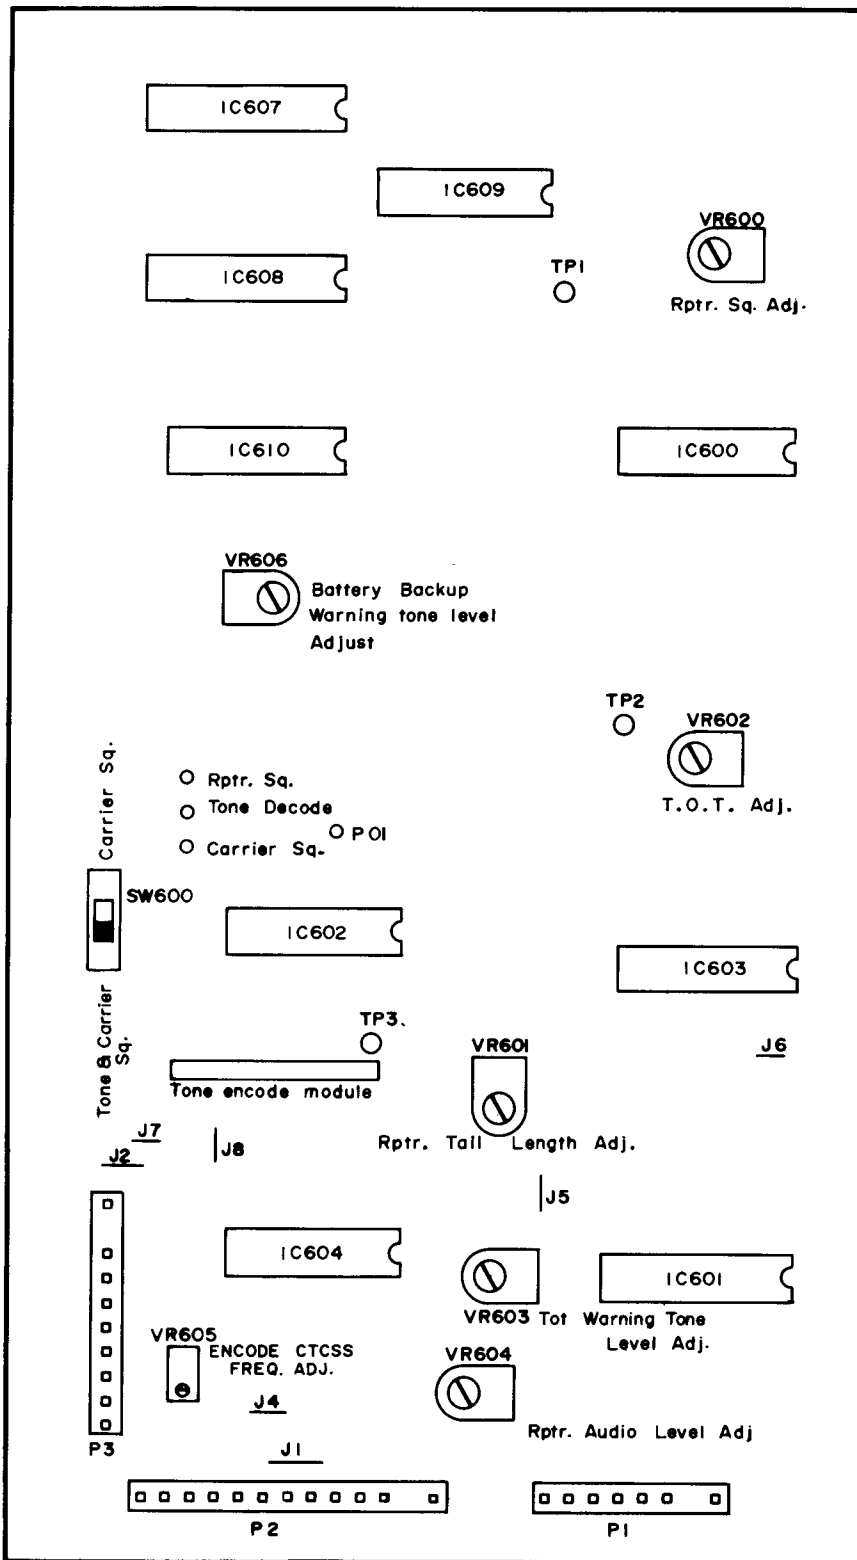 IC607
IC609
VR600
IC608
TP1
Rptr. Sq. Adj.
IC610
IC600
VR606
Battery Backup
Warning tone level
Adjust
TP2
VR602
T.O.T. Adj.
Carrier Sq.
Rptr. Sq.
Tone Decode
P01
Carrier Sq.
SW600
IC602
IC603
Tone & Carrier
Sq.
TP3.
VR601
J6
Tone encode module
J7
J2
J8
Rptr. Tail Length Adj.
J5
IC604
IC601
VR603 Tot Warning Tone
Level Adj.
VR605
ENCODE CTCSS
FREQ. ADJ.
VR604
J4
Rptr. Audio Level Adj
P3
J1
P2
P1